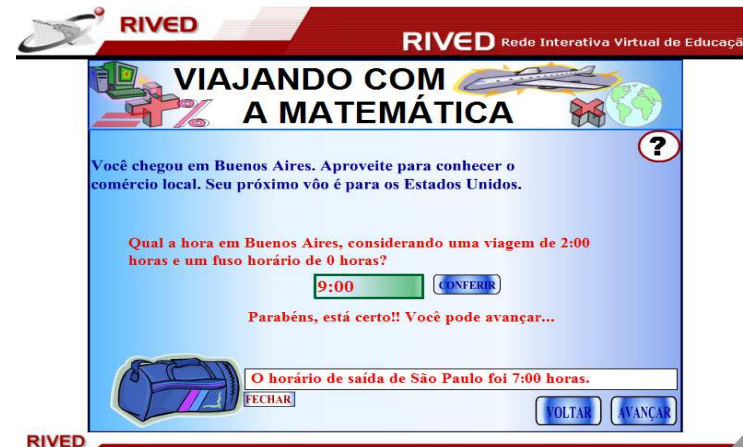 RIVED
RIVED Rede Interativa Virtual de Educaçã
VIAJANDO COM
A MATEMÁTICA
?
Você chegou em Buenos Aires. Aproveite para conhecer o
comércio local. Seu próximo vôo é para os Estados Unidos.
Qual a hora em Buenos Aires, considerando uma viagem de 2:00
horas e um fuso horário de 0 horas?
9:00
CONFERIR
Parabéns, está certo!! Você pode avançar...
O horário de saída de São Paulo foi 7:00 horas.
FECHAR
VOLTAR
AVANÇAR
RIVED